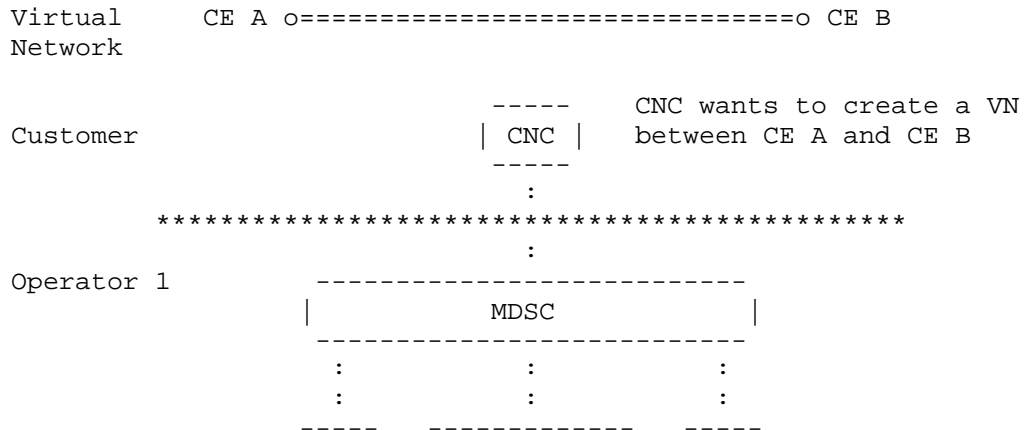 Virtual      CE A o===============================o CE B
Network

                              -----    CNC wants to create a VN
Customer                     | CNC |   between CE A and CE B
                              -----
                                :
         ***********************************************
                                :
Operator 1         ---------------------------
                  |           MDSC            |
                   ---------------------------
                    :           :           :
                    :           :           :
                  -----   -------------   -----